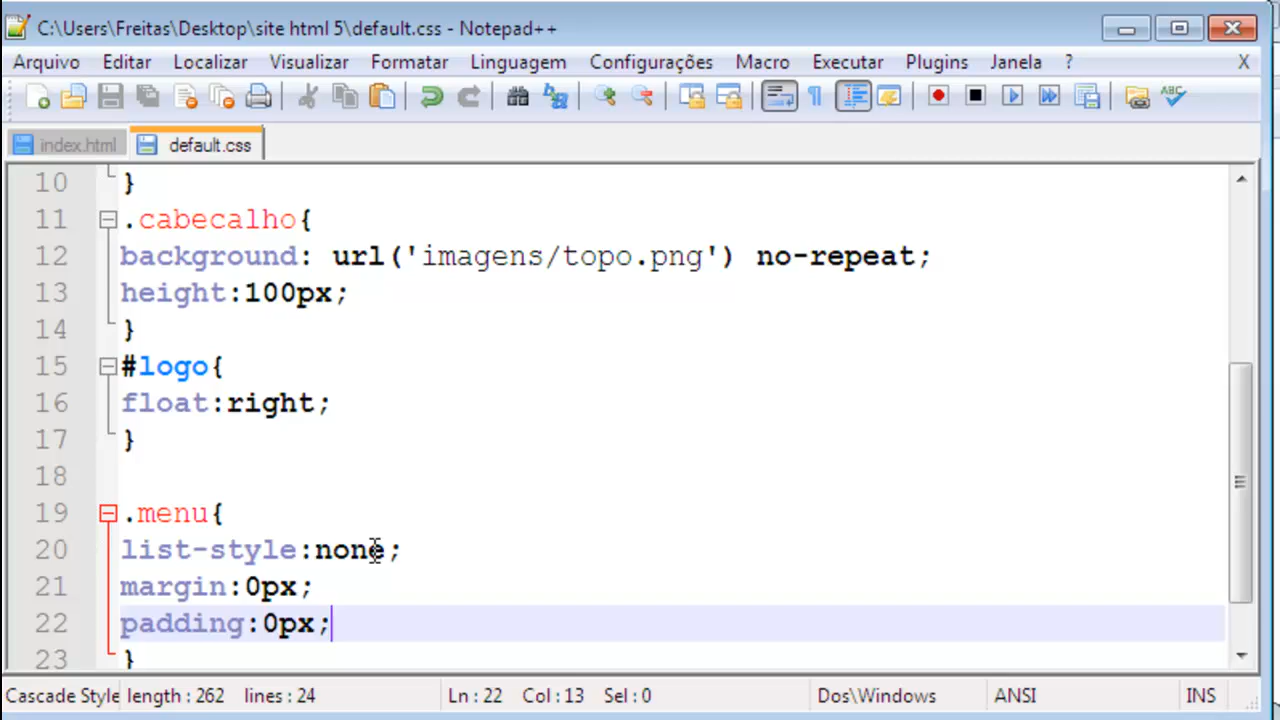 C:\Users\Freitas\Desktop\site html 5\default.css - Notepad++
Arquivo Editar Localizar Visualizar Formatar Linguagem Configurações Macro Executar Plugins Janela ? X
ABC
index.html default.css
10 }
11 .cabecalho{
12 background: url('imagens/topo.png') no-repeat;
13 height:100px;
14 }
15 #logo{
16 float:right;
17 }
18
19 .menu{
20 list-style:none;
21 margin:0px;
22 padding:0px;
23 }
Cascade Style length : 262 lines : 24 Ln : 22 Col : 13 Sel : 0 Dos\Windows ANSI INS